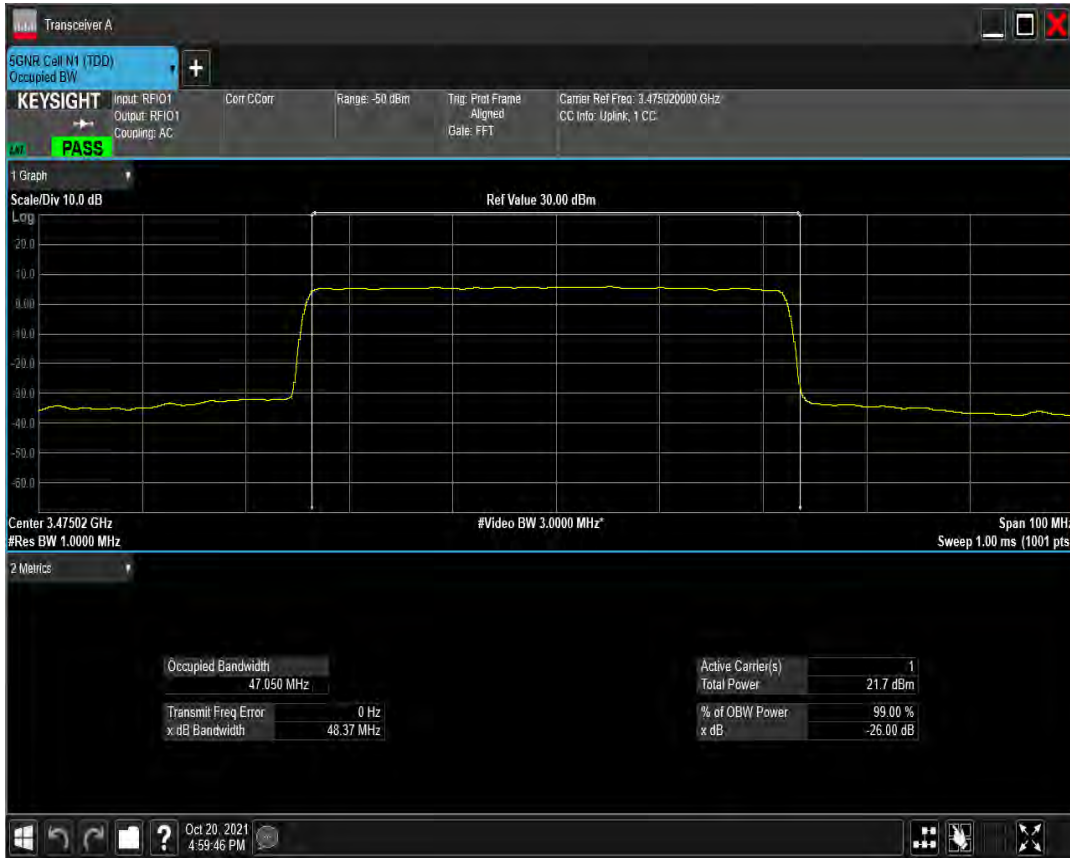 Transceiver A
5GNR Cell N1 (TDD)
Occupied BW
+
KEYSIGHT
Input: RFIO1
Output: RFIO1
Coupling: AC
PASS
Corr CCorr
Range: -50 dBm
Trig: Prot Frame
Aligned
Gate: FFT
Carrier Ref Freq: 3.475020000 GHz
CC Info: Uplink, 1 CC
1 Graph
Scale/Div 10.0 dB
Ref Value 30.00 dBm
Log
20.0
10.0
0.00
-10.0
-20.0
-30.0
-40.0
-50.0
-60.0
Center 3.47502 GHz
#Video BW 3.0000 MHz*
Span 100 MHz
#Res BW 1.0000 MHz
Sweep 1.00 ms (1001 pts
2 Metrics
Occupied Bandwidth
47.050 MHz
Transmit Freq Error 0 Hz
x dB Bandwidth 48.37 MHz
Active Carrier(s) 1
Total Power 21.7 dBm
% of OBW Power 99.00 %
x dB -26.00 dB
?
Oct 20, 2021
4:59:46 PM